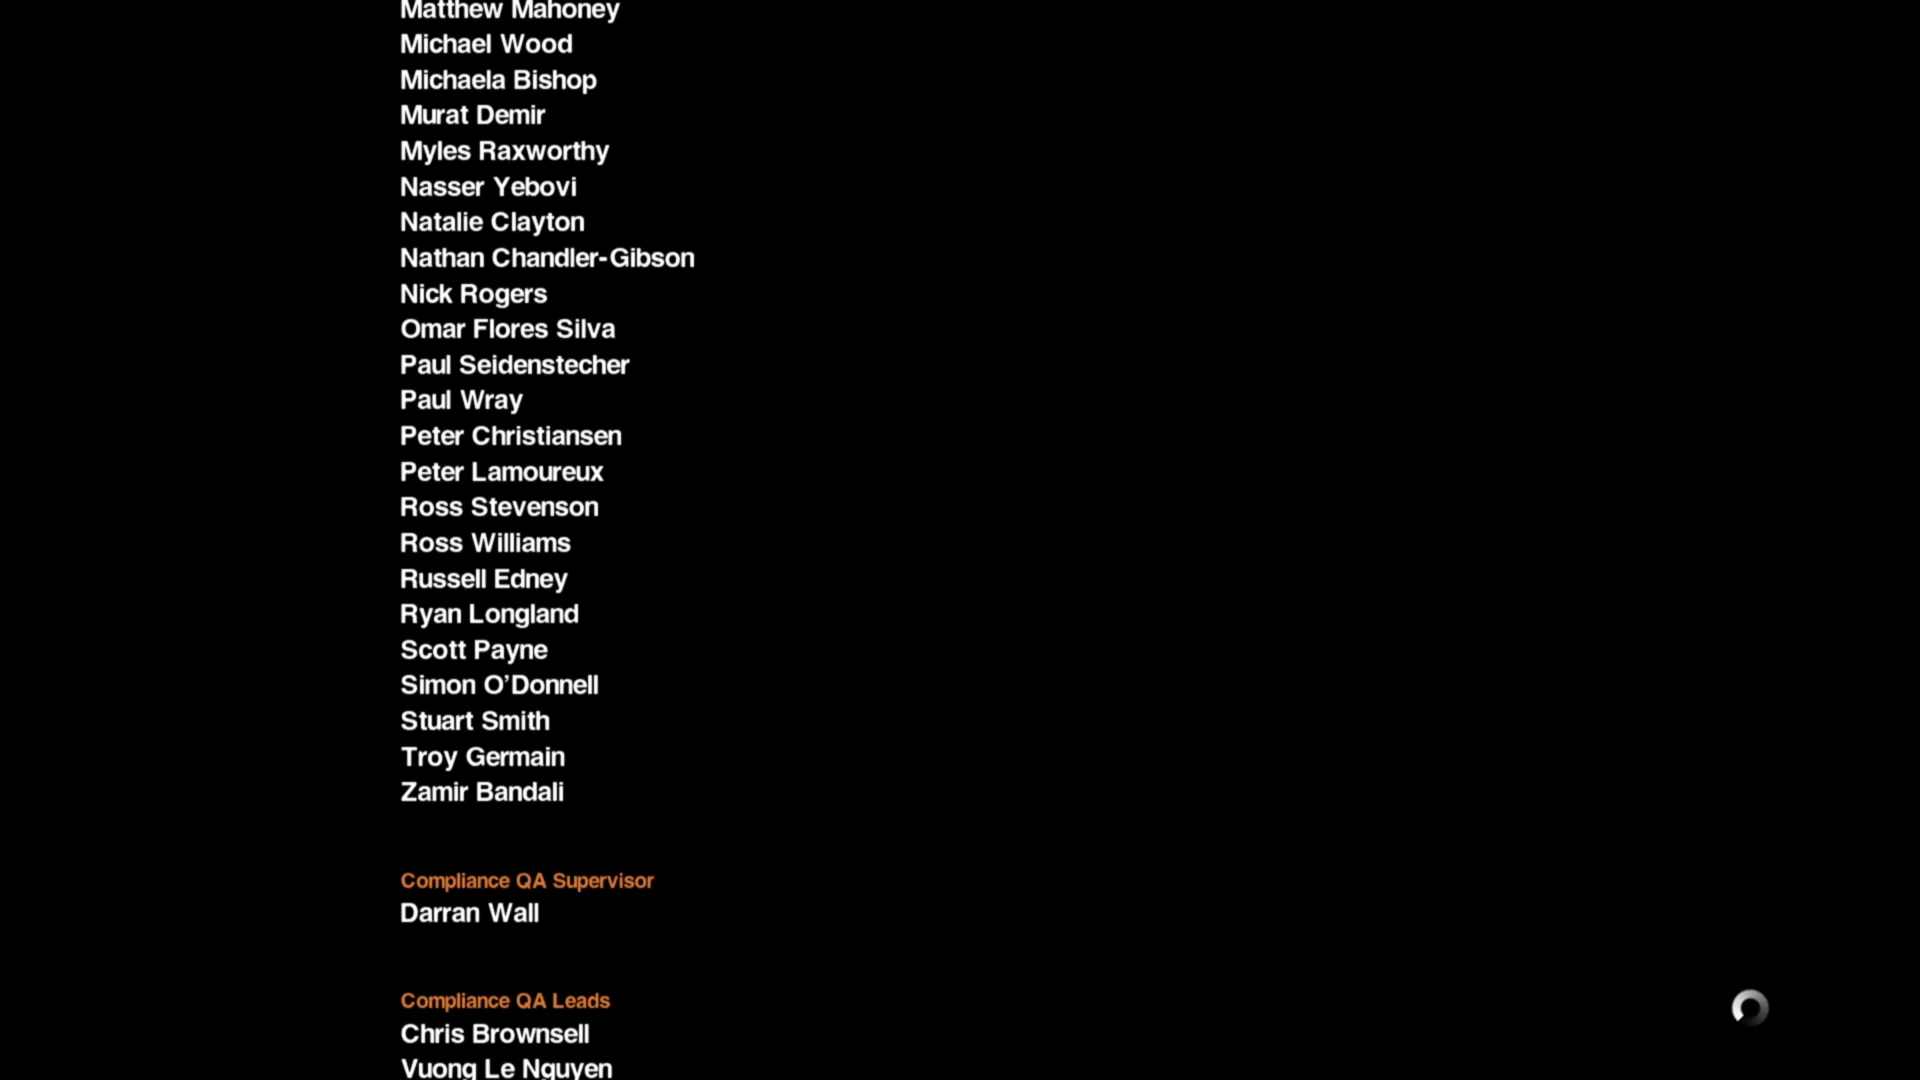 Matthew Mahoney
Michael Wood
Michaela Bishop
Murat Demir
Myles Raxworthy
Nasser Yebovi
Natalie Clayton
Nathan Chandler-Gibson
Nick Rogers
Omar Flores Silva
Paul Seidenstecher
Paul Wray
Peter Christiansen
Peter Lamoureux
Ross Stevenson
Ross Williams
Russell Edney
Ryan Longland
Scott Payne
Simon O’Donnell
Stuart Smith
Troy Germain
Zamir Bandali
Compliance QA Supervisor
Darran Wall
Compliance QA Leads
Chris Brownsell
Vuong Le Nguyen